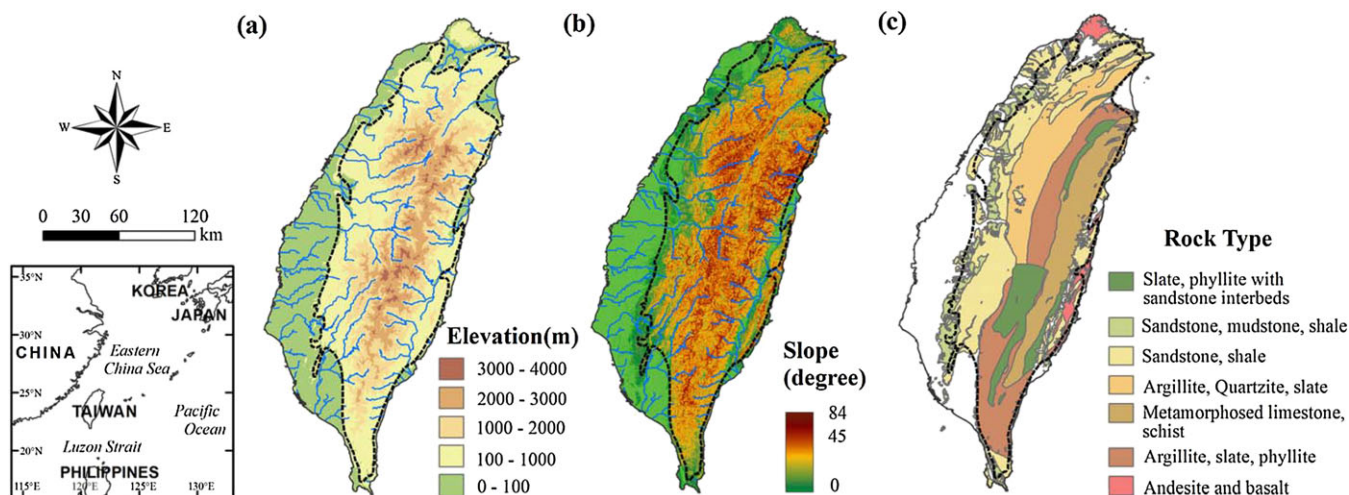 (a)
(b)
(c)
N
W
E
S
0 30 60 120
km
35°N
30°N
25°N
20°N
115°E 120°E 125°E 130°E
KOREA
JAPAN
CHINA
Eastern
China Sea
TAIWAN
Pacific
Ocean
Luzon Strait
PHILIPPINES
Elevation(m)
3000 - 4000
2000 - 3000
1000 - 2000
100 - 1000
0 - 100
Slope
(degree)
84
45
0
Rock Type
Slate, phyllite with
sandstone interbeds
Sandstone, mudstone, shale
Sandstone, shale
Argillite, Quartzite, slate
Metamorphosed limestone,
schist
Argillite, slate, phyllite
Andesite and basalt